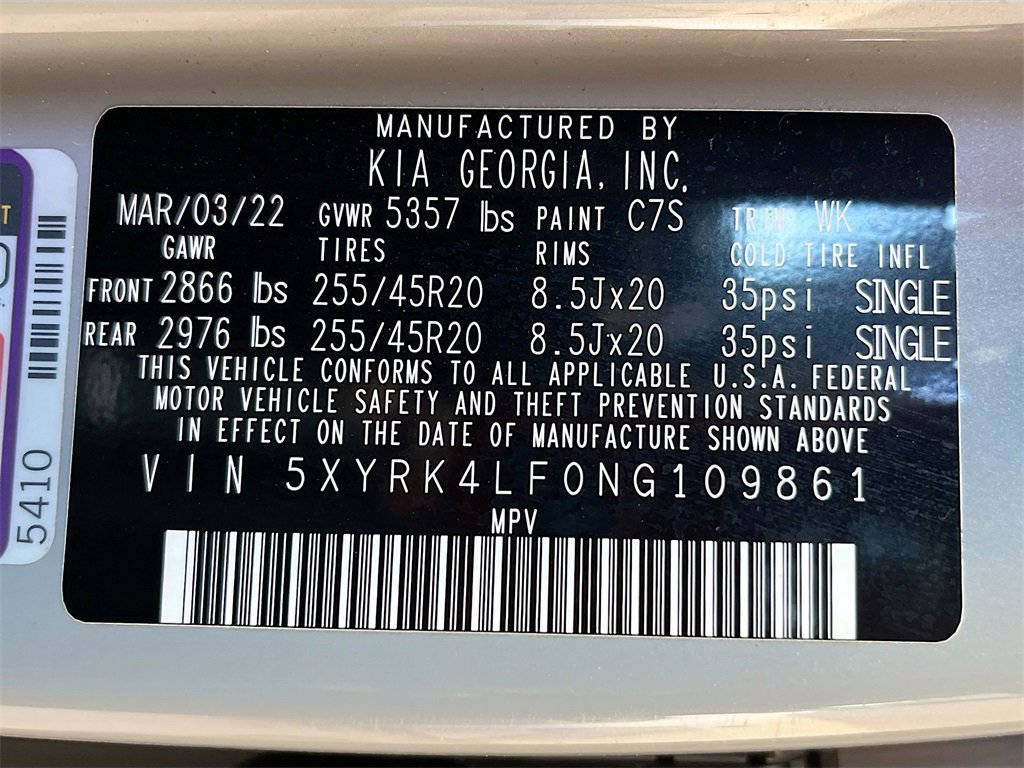 MANUFACTURED BY
KIA GEORGIA, INC.
MAR/03/22 GVWR 5357 lbs PAINT C7S TRIM WK
GAWR TIRES RIMS COLD TIRE INFL
FRONT 2866 lbs 255/45R20 8.5Jx20 35psi SINGLE
REAR 2976 lbs 255/45R20 8.5Jx20 35psi SINGLE
THIS VEHICLE CONFORMS TO ALL APPLICABLE U.S.A. FEDERAL
MOTOR VEHICLE SAFETY AND THEFT PREVENTION STANDARDS
IN EFFECT ON THE DATE OF MANUFACTURE SHOWN ABOVE
VIN 5XYRK4LF0NG109861
MPV
5410